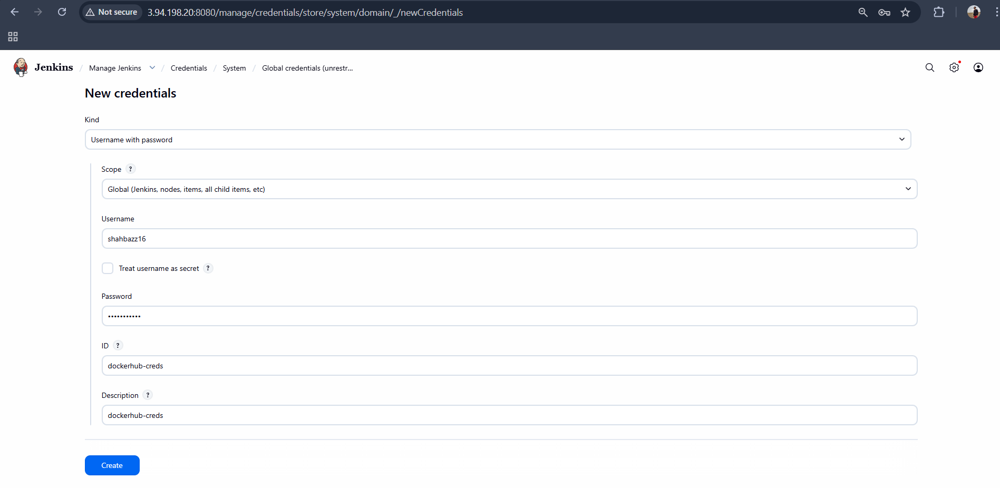 Not secure 3.94.198.20:8080/manage/credentials/store/system/domain/_/newCredentials
Jenkins / Manage Jenkins / Credentials / System / Global credentials (unrestr...
New credentials
Kind
Username with password
Scope ?
Global (Jenkins, nodes, items, all child items, etc)
Username
shahbazz16
Treat username as secret ?
Password
•••••••••••
ID ?
dockerhub-creds
Description ?
dockerhub-creds
Create